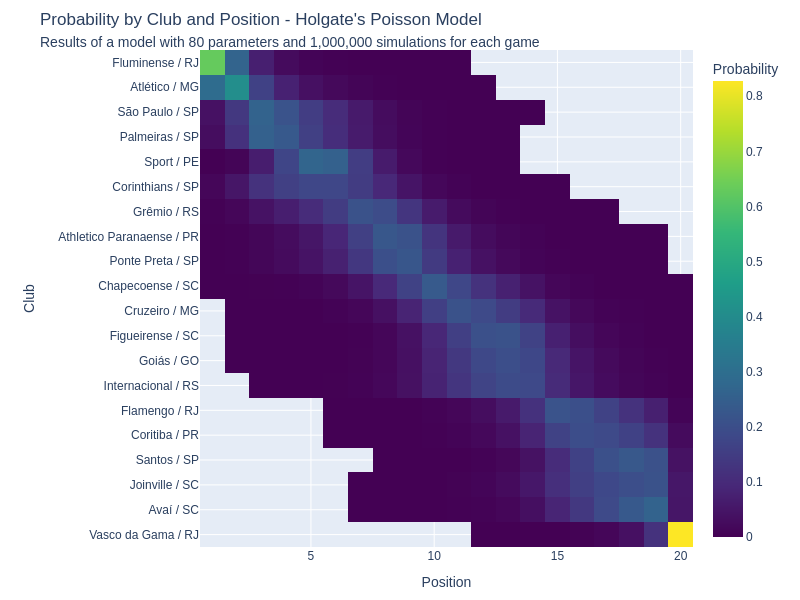 Probability by Club and Position - Holgate's Poisson Model
Results of a model with 80 parameters and 1,000,000 simulations for each game
Probability
Club
Fluminense / RJ
Atlético / MG
São Paulo / SP
Palmeiras / SP
Sport / PE
Corinthians / SP
Grêmio / RS
Athletico Paranaense / PR
Ponte Preta / SP
Chapecoense / SC
Cruzeiro / MG
Figueirense / SC
Goiás / GO
Internacional / RS
Flamengo / RJ
Coritiba / PR
Santos / SP
Joinville / SC
Avaí / SC
Vasco da Gama / RJ
0.8
0.7
0.6
0.5
0.4
0.3
0.2
0.1
0
5 10 15 20
Position